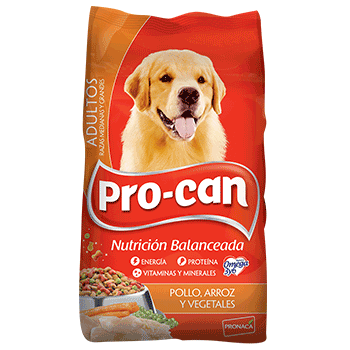 ADULTOS
RAZAS MEDIANAS Y GRANDES
PRO-CAN
Nutrición Balanceada
ENERGÍA
PROTEÍNA
VITAMINAS Y MINERALES
Omega
3y6
POLLO, ARROZ
Y VEGETALES
PRONACA